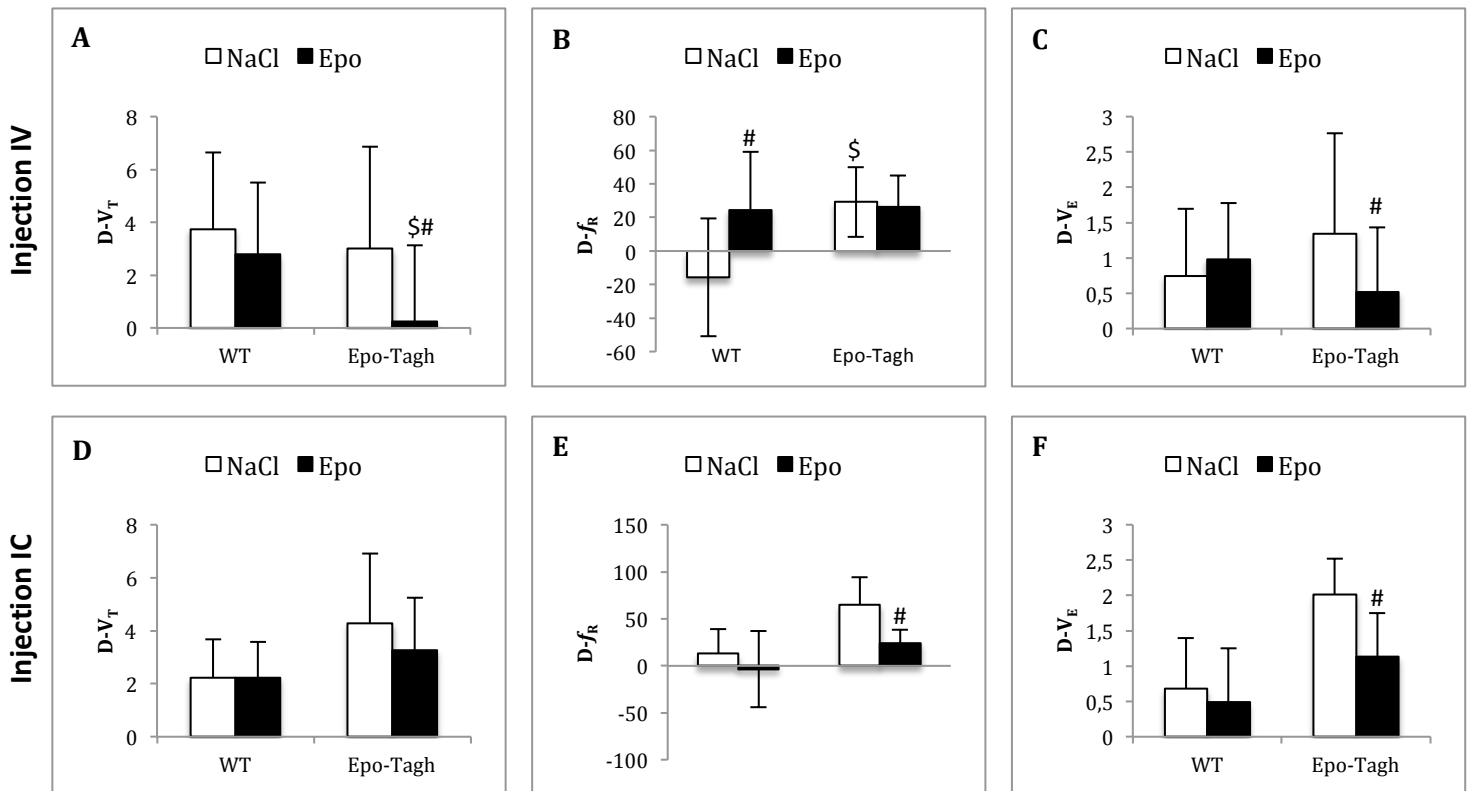 Injection IV
A
NaCl Epo
D-VT
8
6
4
2
0
$#
WT Epo-Tagh
B
NaCl Epo
D-fR
80
60
40
20
0
-20
-40
-60
#
$
WT Epo-Tagh
C
NaCl Epo
D-VE
3
2,5
2
1,5
1
0,5
0
#
WT Epo-Tagh
Injection IC
D
NaCl Epo
D-VT
8
6
4
2
0
WT Epo-Tagh
E
NaCl Epo
D-fR
150
100
50
0
-50
-100
#
F
NaCl Epo
D-VE
3
2,5
2
1,5
1
0,5
0
#
WT Epo-Tagh